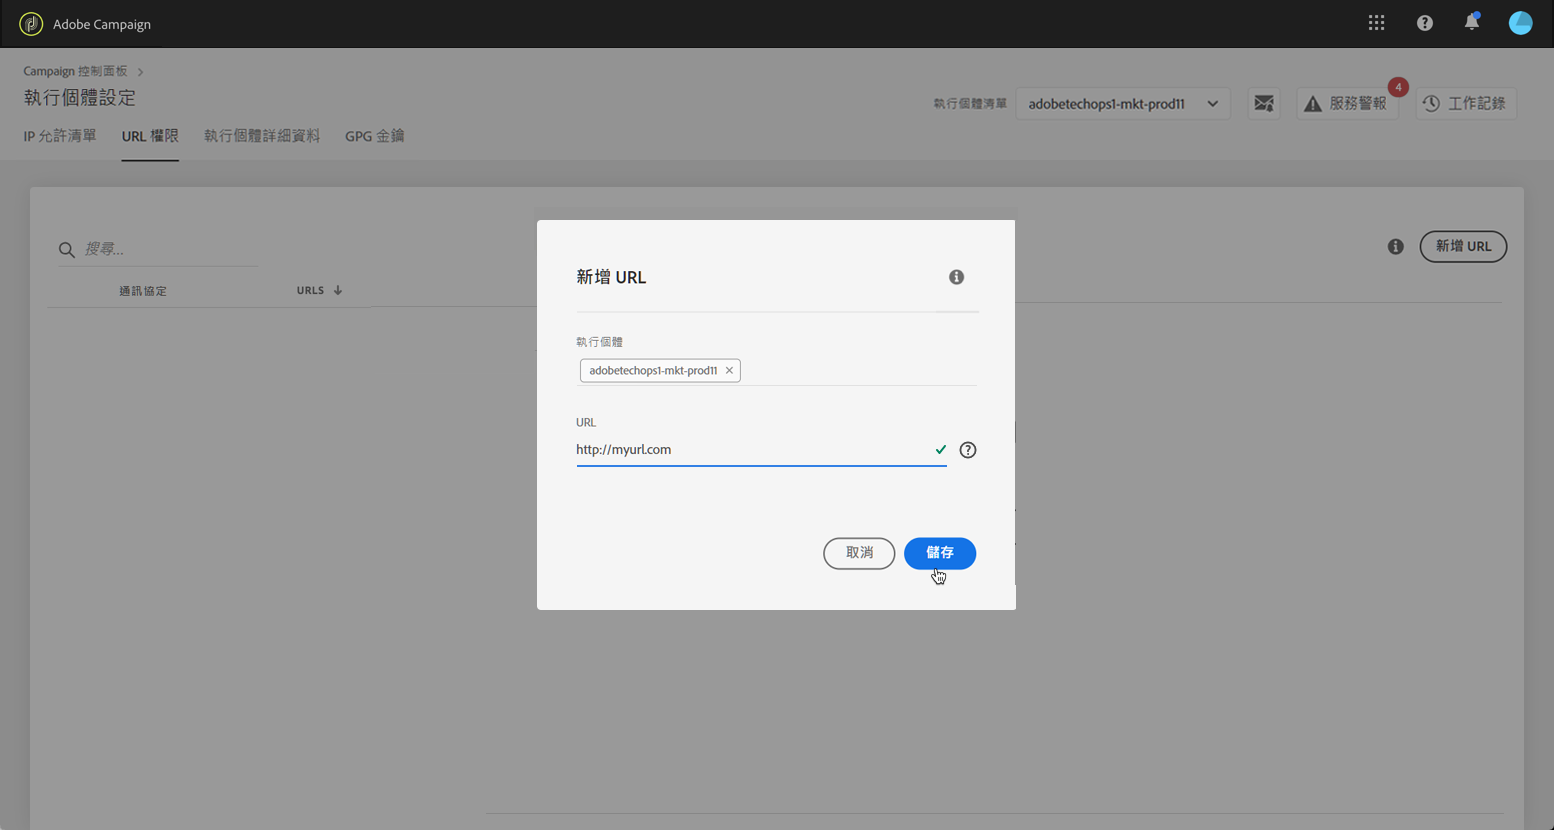 Adobe Campaign
Campaign 控制面板
執行個體設定
執行個體清單
adobetechops1-mkt-prod11
服務警報
4
工作記錄
IP 允許清單
URL 權限
執行個體詳細資料
GPG 金鑰
搜尋...
新增 URL
通訊協定
URLS
新增 URL
執行個體
adobetechops1-mkt-prod11
URL
http://myurl.com
取消
儲存